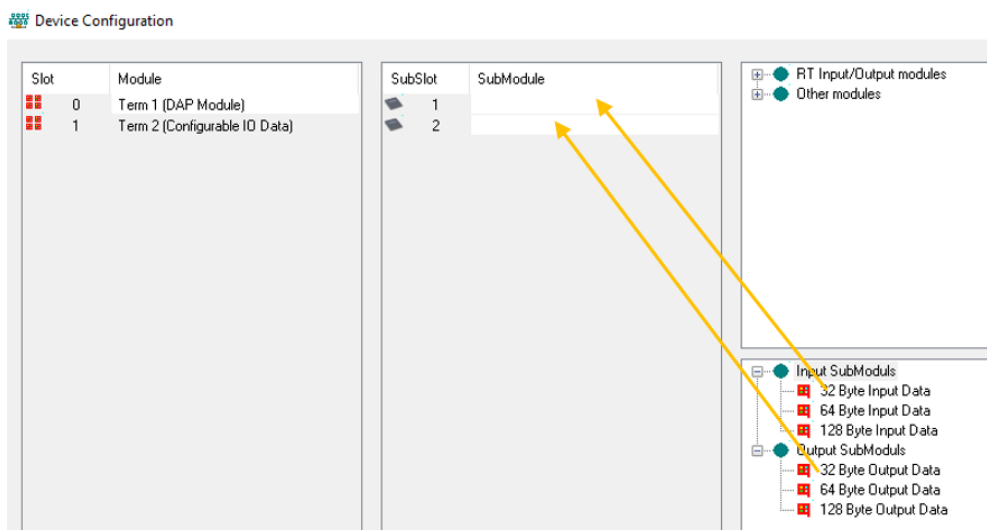 Device Configuration
Slot Module
0 Term 1 (DAP Module)
1 Term 2 (Configurable IO Data)
SubSlot SubModule
1
2
RT Input/Output modules
Other modules
Input SubModuls
32 Byte Input Data
64 Byte Input Data
128 Byte Input Data
Output SubModuls
32 Byte Output Data
64 Byte Output Data
128 Byte Output Data